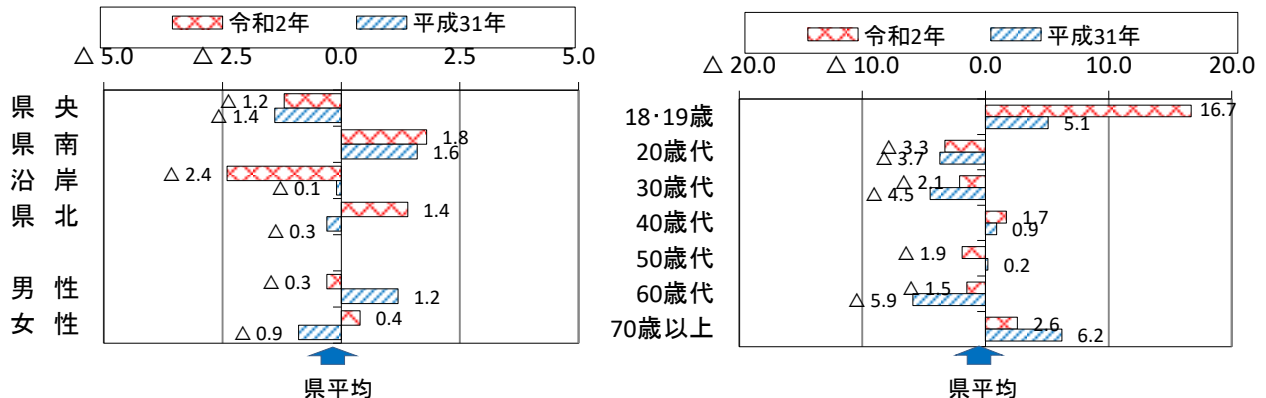 令和2年 平成31年
△ 5.0 △ 2.5 0.0 2.5 5.0
県 央 △ 1.2
△ 1.4
県 南 1.8
1.6
沿 岸 △ 2.4
△ 0.1
県 北 1.4
△ 0.3
男 性 △ 0.3
1.2
女 性 0.4
△ 0.9
県平均
令和2年 平成31年
△ 20.0 △ 10.0 0.0 10.0 20.0
18･19歳 16.7
5.1
20歳代 △ 3.3
△ 3.7
30歳代 △ 2.1
△ 4.5
40歳代 1.7
0.9
50歳代 △ 1.9
0.2
60歳代 △ 1.5
△ 5.9
70歳以上 2.6
6.2
県平均